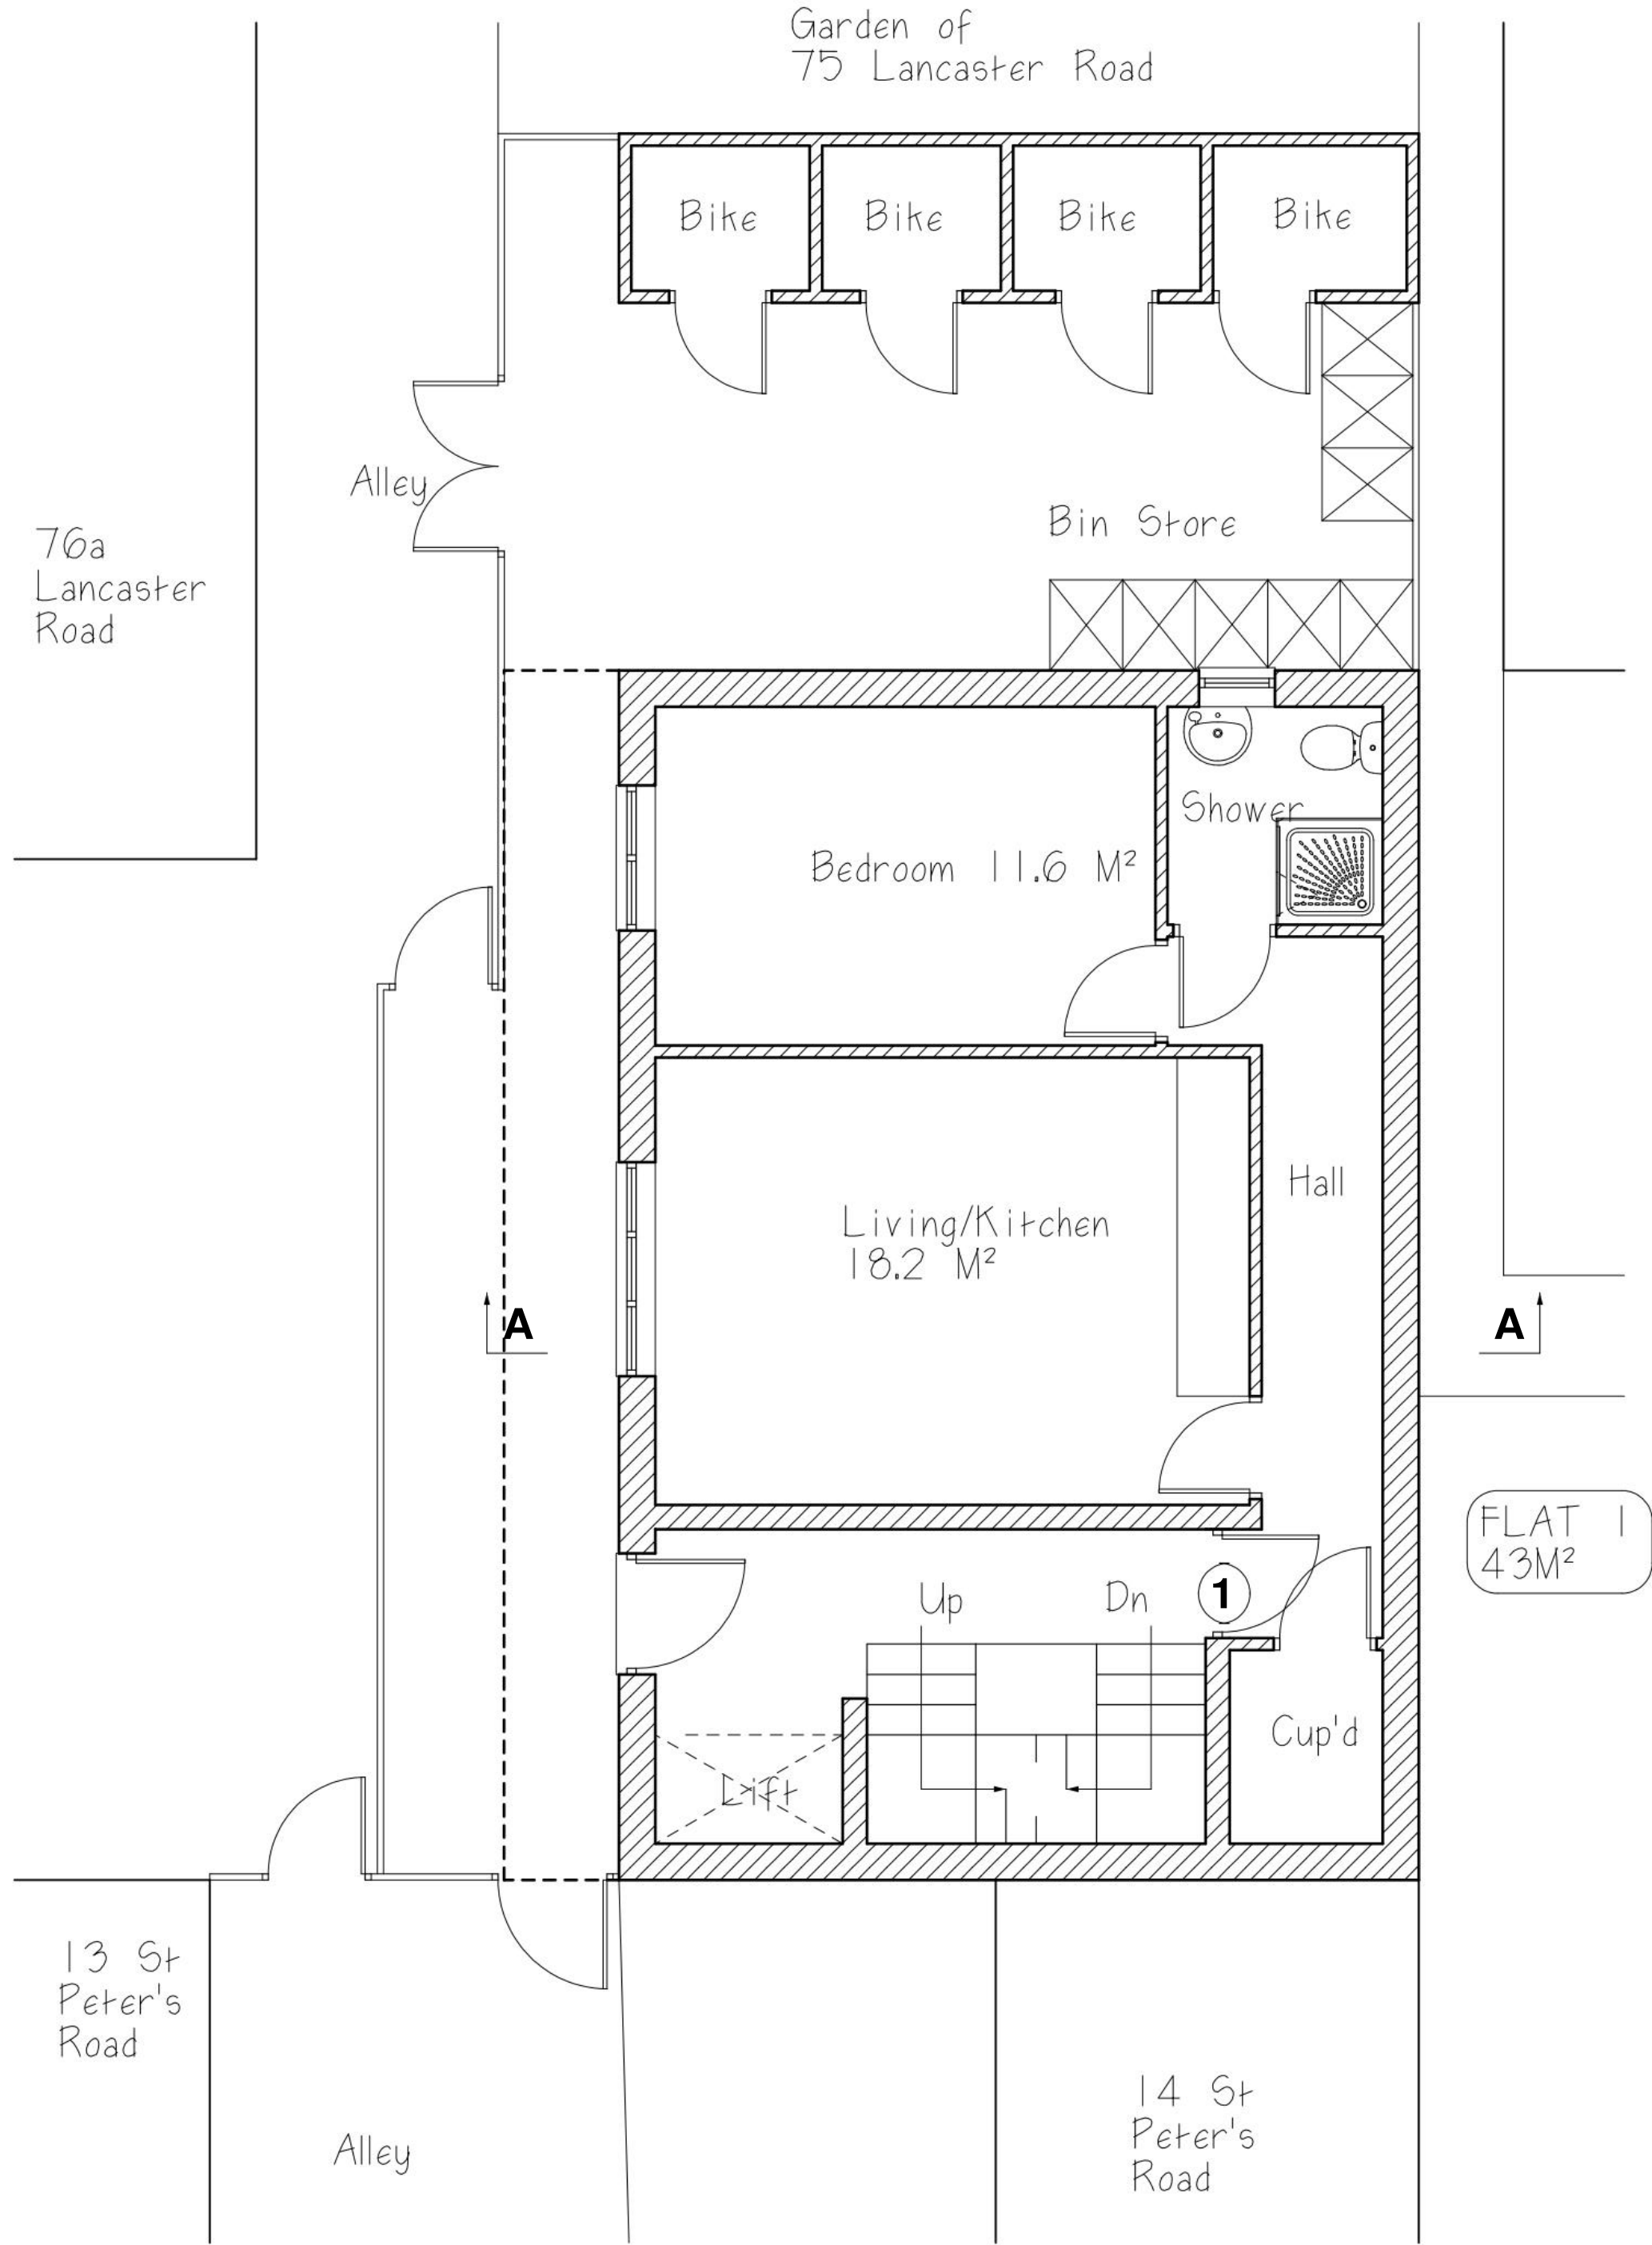 Garden of
75 Lancaster Road
Bike
Bike
Bike
Bike
Alley
Bin Store
76a
Lancaster
Road
Shower
Bedroom 11.6 M²
Hall
Living/Kitchen
18.2 M²
A
A
FLAT 1
43M²
Up
Dn
1
Cup'd
Lift
13 St
Peter's
Road
14 St
Peter's
Road
Alley